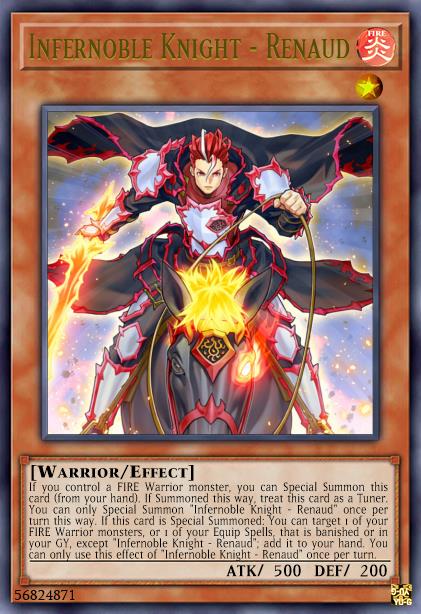 INFERNOBLE KNIGHT - RENAUD
FIRE
炎
[WARRIOR/EFFECT]
If you control a FIRE Warrior monster, you can Special Summon this
card (from your hand). If Summoned this way, treat this card as a Tuner.
You can only Special Summon "Infernoble Knight - Renaud" once per
turn this way. If this card is Special Summoned: You can target 1 of your
FIRE Warrior monsters, or 1 of your Equip Spells, that is banished or in
your GY, except "Infernoble Knight - Renaud"; add it to your hand. You
can only use this effect of "Infernoble Knight - Renaud" once per turn.
ATK/ 500 DEF/ 200
56824871